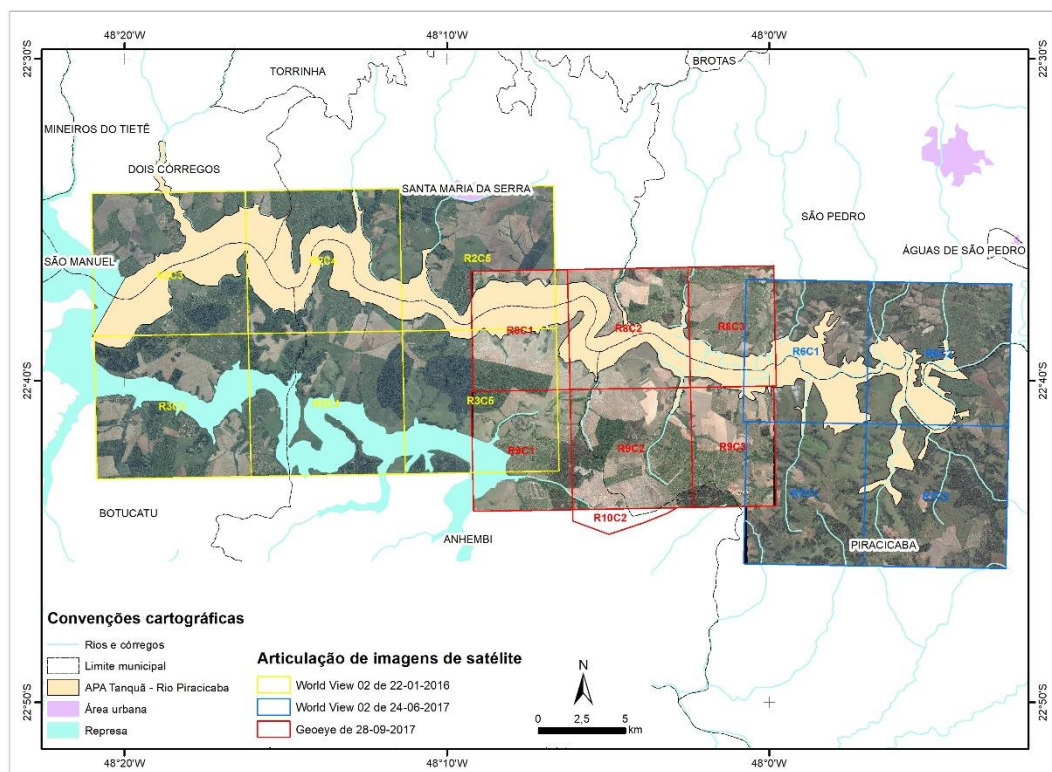 48°20'W
48°10'W
48°0'W
22°30'S
22°30'S
TORRINHA
BROTAS
MINEIROS DO TIETÊ
DOIS CÓRREGOS
SANTA MARIA DA SERRA
SÃO PEDRO
ÁGUAS DE SÃO PEDRO
SÃO MANUEL
R2C5
R8C1
R8C2
R8C3
R6C1
22°40'S
22°40'S
R3C5
R9C1
R9C2
R9C3
R10C2
BOTUCATU
ANHEMBI
PIRACICABA
Convenções cartográficas
Rios e córregos
Limite municipal
APA Tanquã - Rio Piracicaba
Área urbana
Represa
Articulação de imagens de satélite
World View 02 de 22-01-2016
World View 02 de 24-06-2017
Geoeye de 28-09-2017
N
0 2,5 5
km
22°50'S
22°50'S
48°20'W
48°10'W
48°0'W